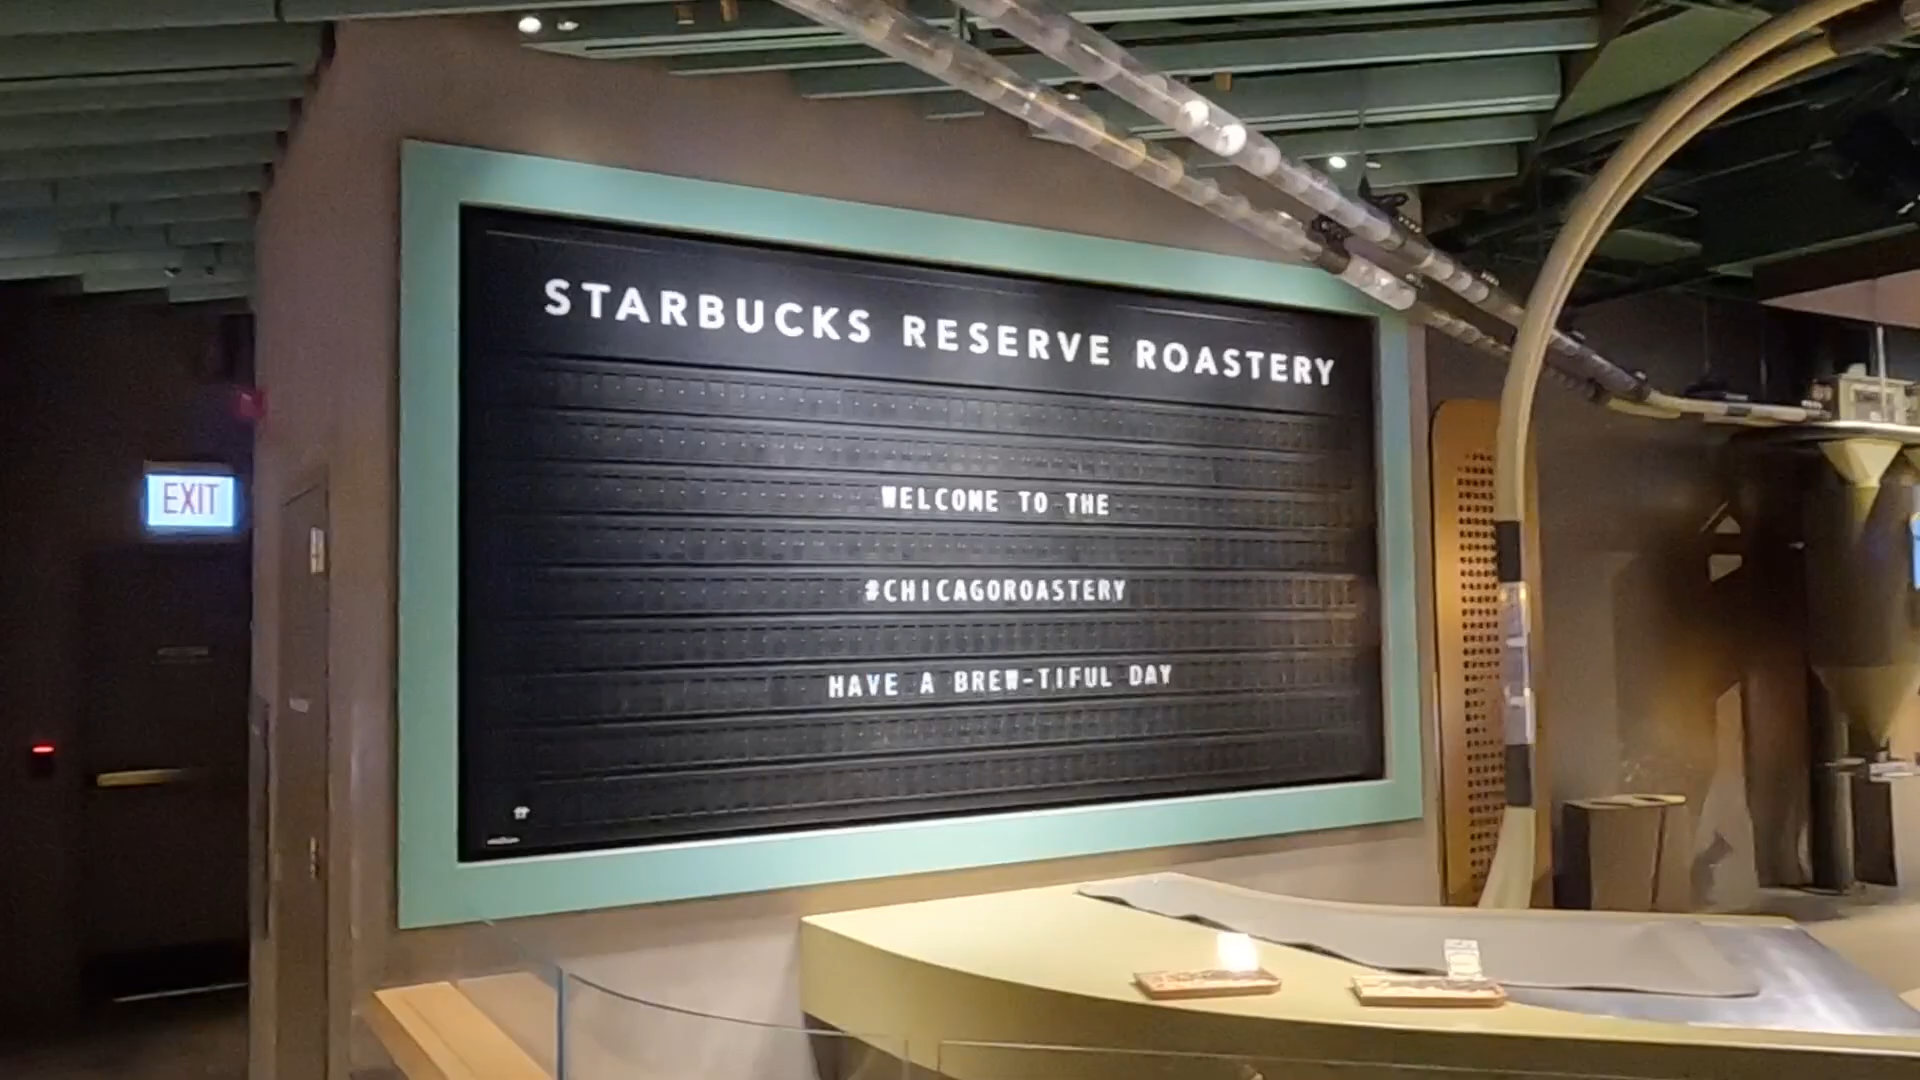 STARBUCKS RESERVE ROASTERY
WELCOME TO THE
#CHICAGOROASTERY
HAVE A BREW-TIFUL DAY
EXIT